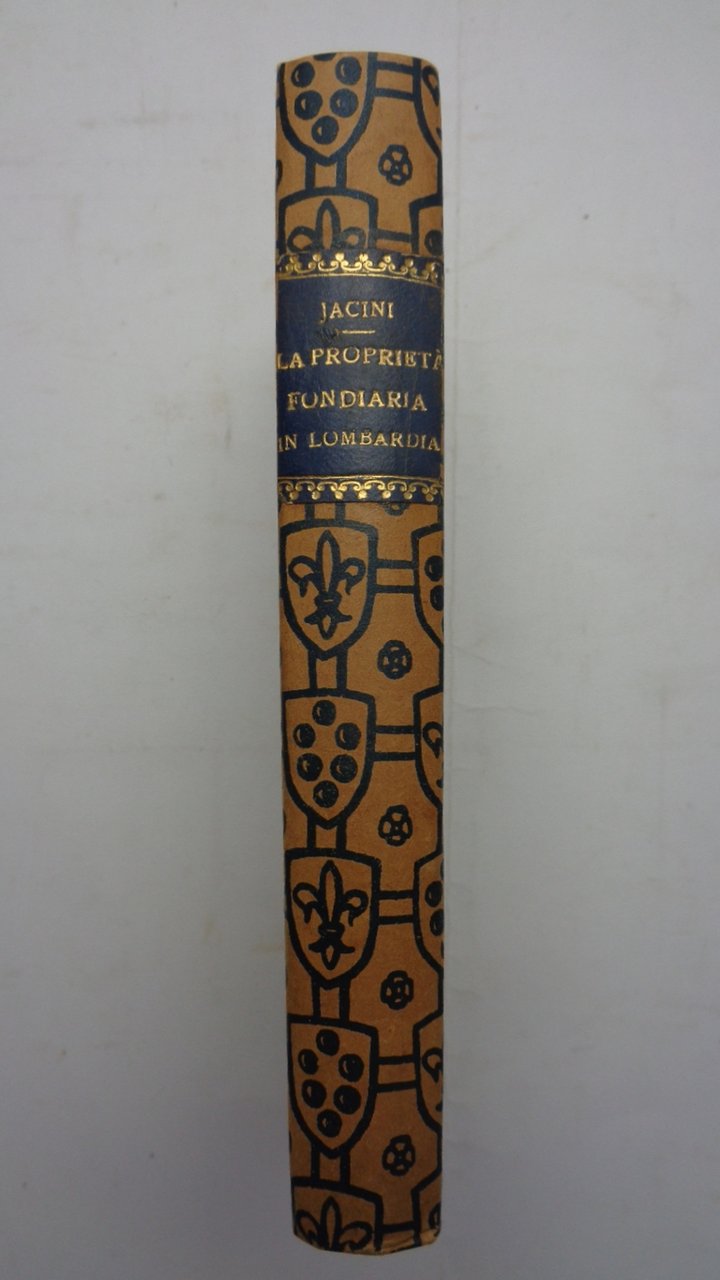 JACINI
LA PROPRIETÀ
FONDIARIA
IN LOMBARDIA